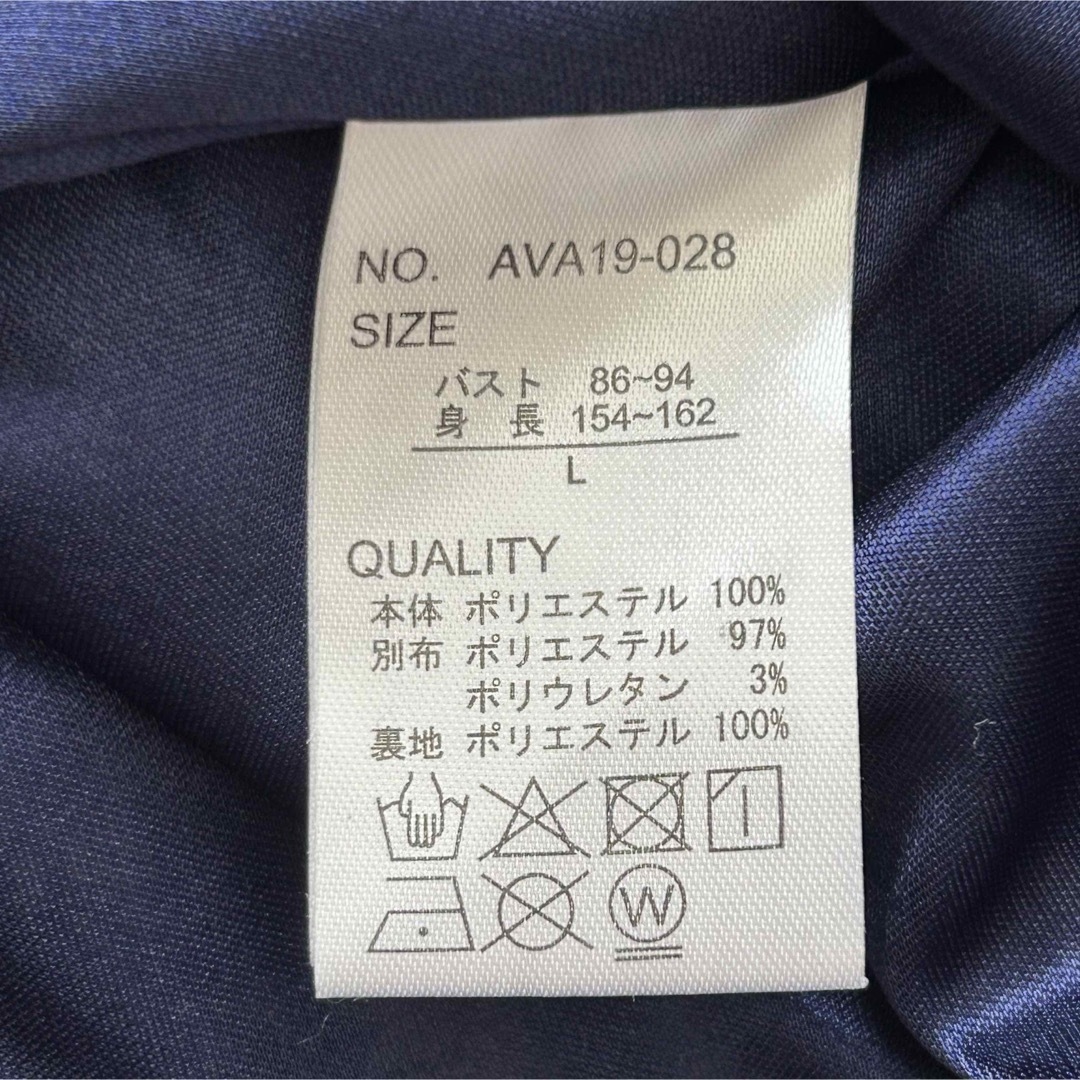 NO. AVA19-028
SIZE
バスト 86~94
身 長 154~162
L
QUALITY
本体 ポリエステル 100%
別布 ポリエステル 97%
ポリウレタン 3%
裏地 ポリエステル 100%
W